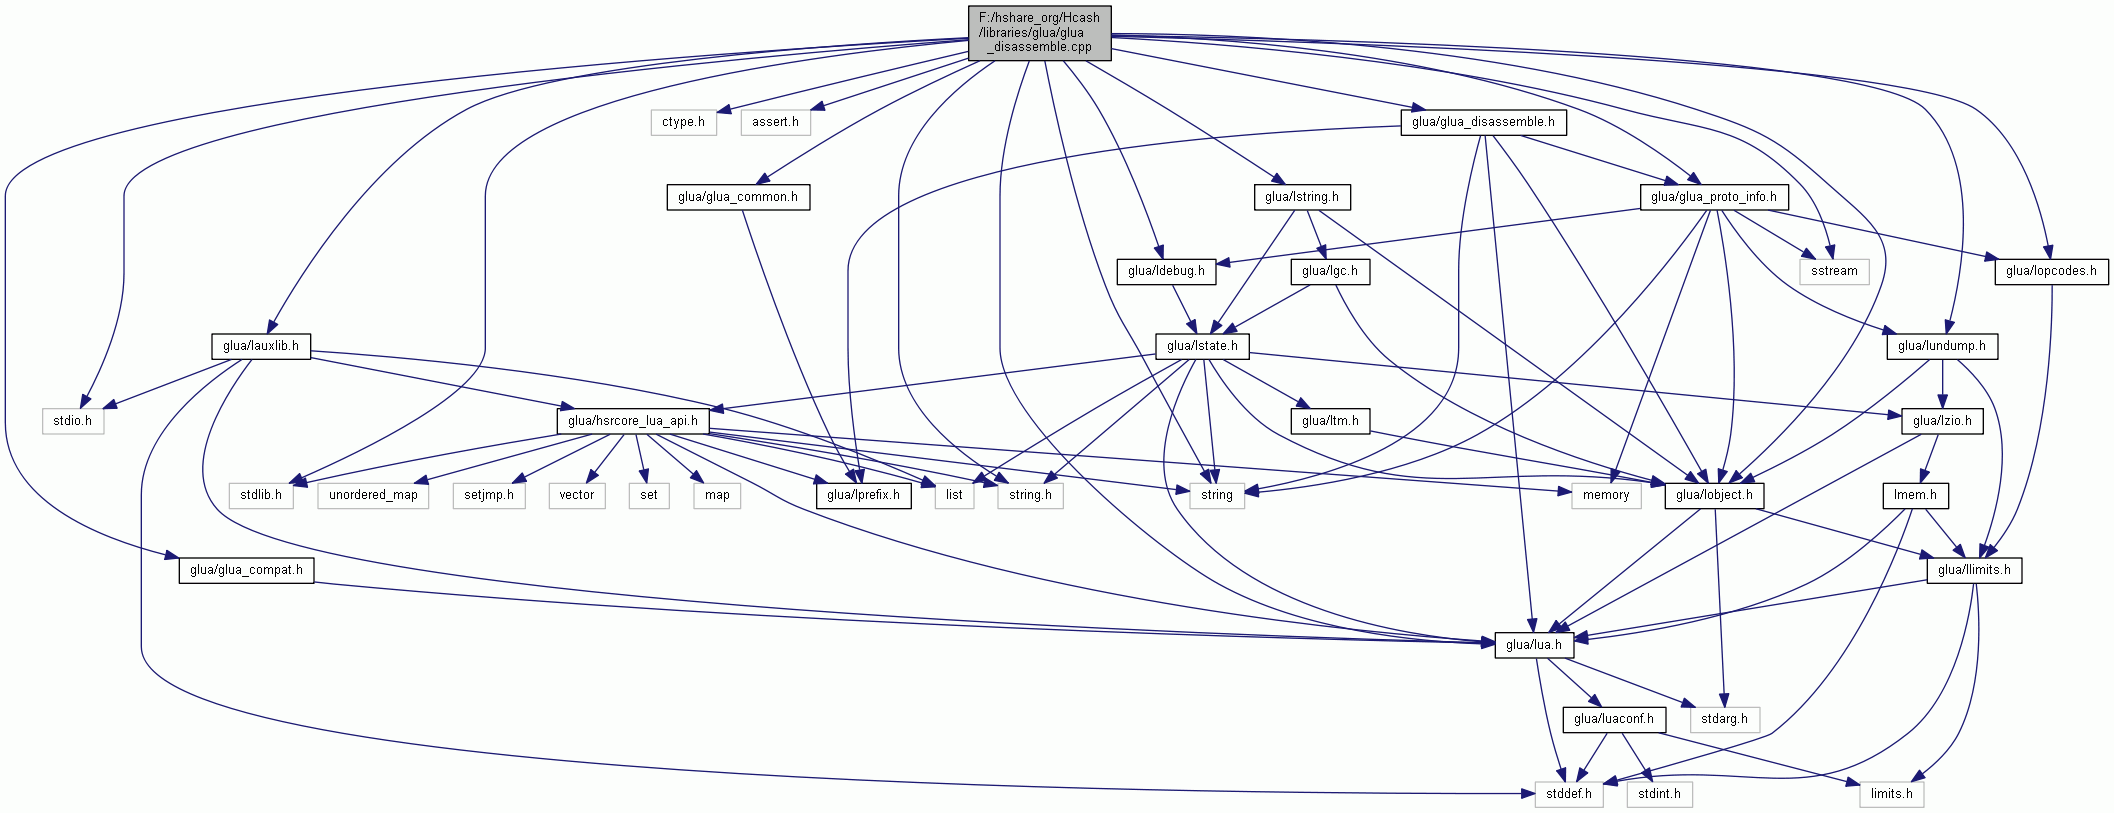 F:/hshare_org/Hcash
/libraries/glua/glua
_disassemble.cpp
ctype.h
assert.h
glua/glua_disassemble.h
glua/glua_common.h
glua/lstring.h
glua/glua_proto_info.h
glua/ldebug.h
glua/lgc.h
sstream
glua/lopcodes.h
glua/lauxlib.h
glua/lstate.h
glua/lundump.h
stdio.h
glua/hsrcore_lua_api.h
glua/ltm.h
glua/lzio.h
stdlib.h
unordered_map
setjmp.h
vector
set
map
glua/lprefix.h
list
string.h
string
memory
glua/lobject.h
lmem.h
glua/glua_compat.h
glua/llimits.h
glua/lua.h
glua/luaconf.h
stdarg.h
stddef.h
stdint.h
limits.h